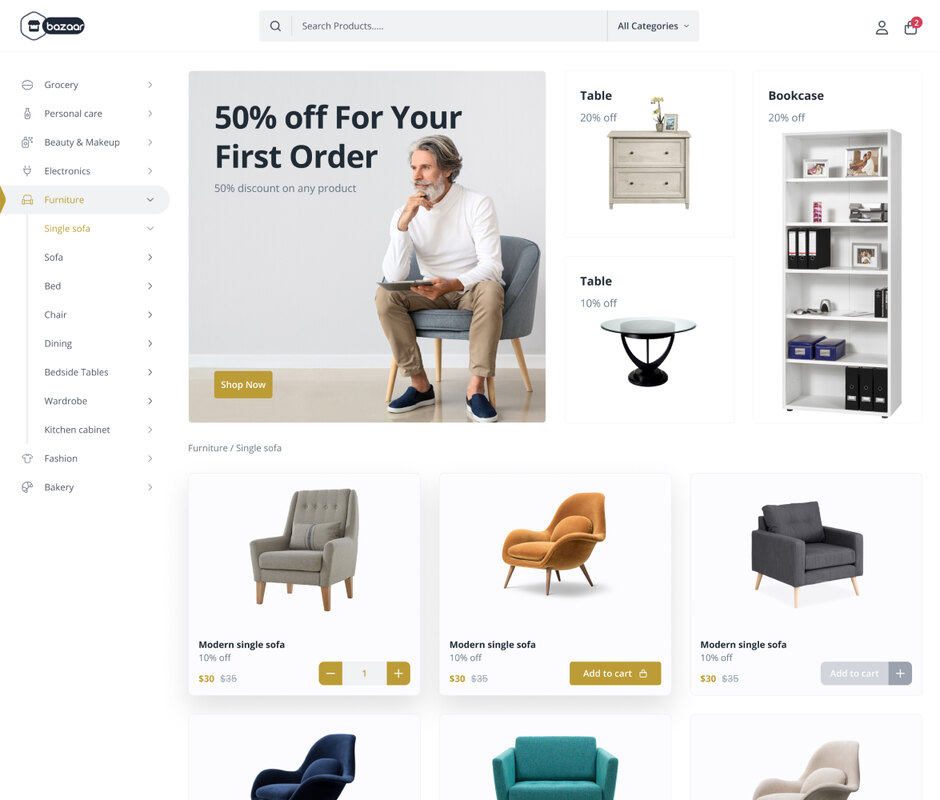 bazaar
Search Products.....
All Categories
2
Grocery
Personal care
Beauty & Makeup
Electronics
Furniture
Single sofa
Sofa
Bed
Chair
Dining
Bedside Tables
Wardrobe
Kitchen cabinet
Fashion
Bakery
50% off For Your
First Order
50% discount on any product
Shop Now
Table
20% off
Table
10% off
Bookcase
20% off
Furniture / Single sofa
Modern single sofa
10% off
$30 $35
1
Modern single sofa
10% off
$30 $35
Add to cart
Modern single sofa
10% off
$30 $35
Add to cart